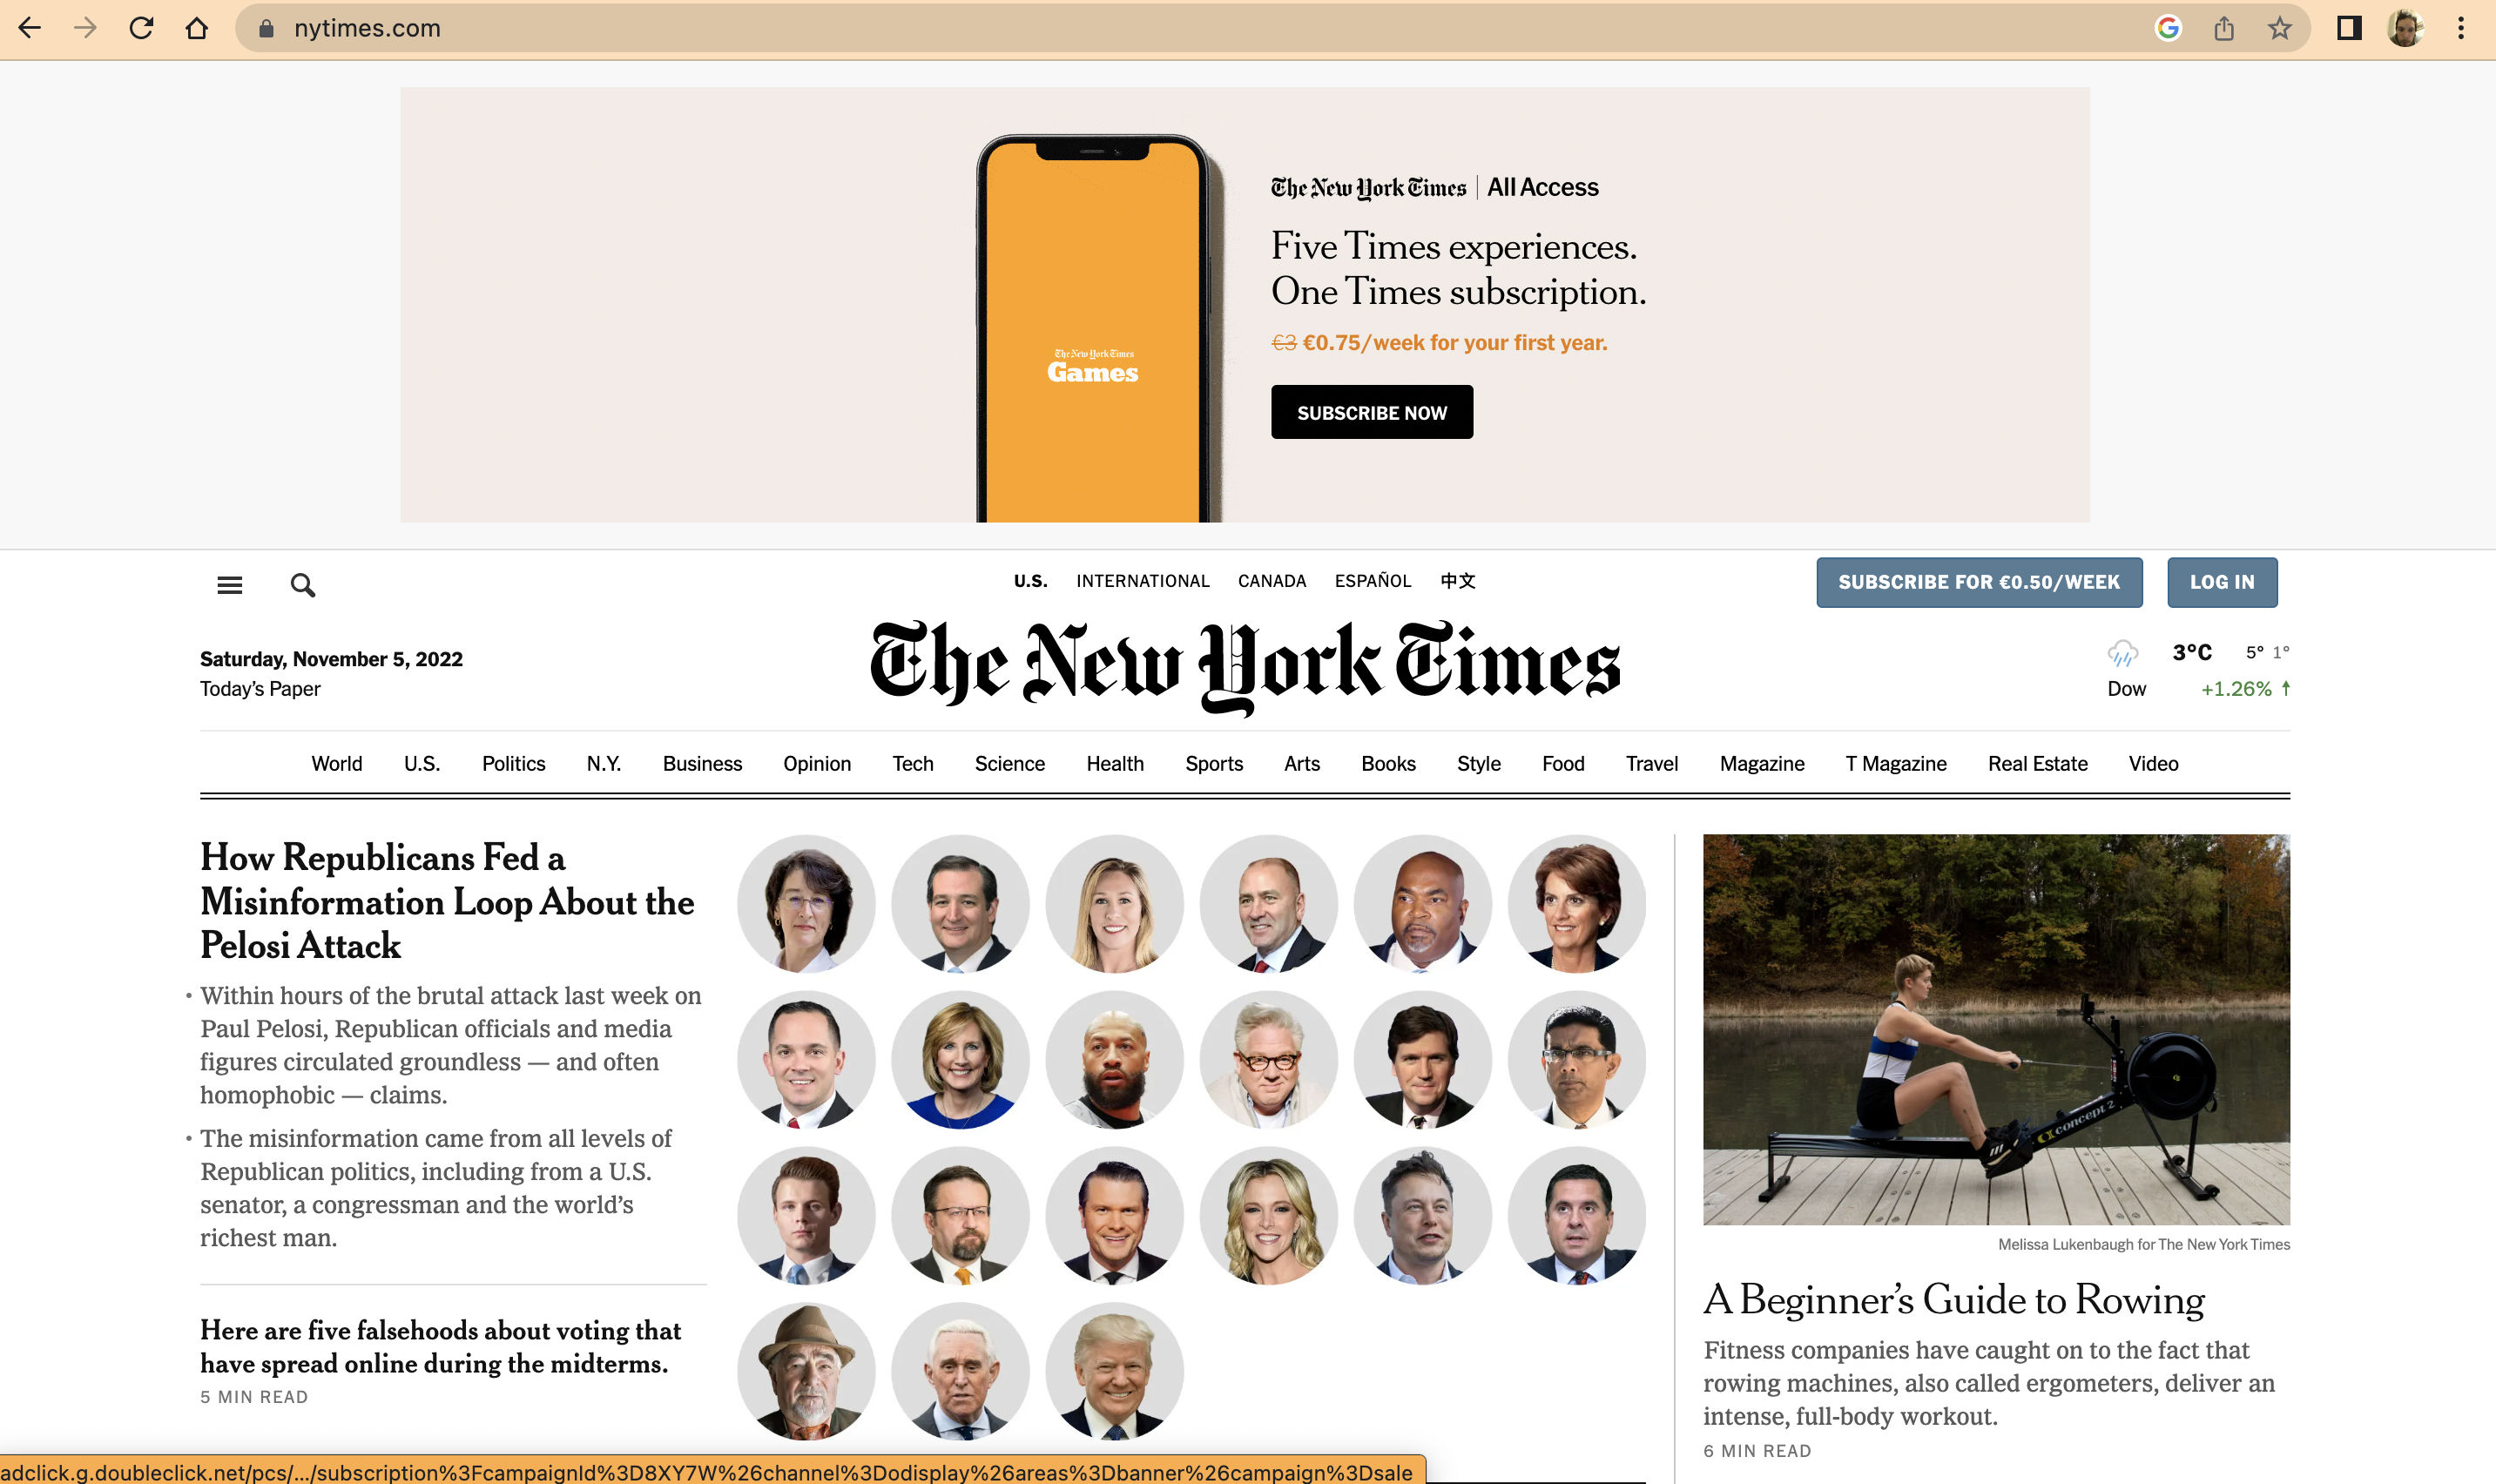 nytimes.com
The New York Times | All Access
Five Times experiences.
One Times subscription.
€3 €0.75/week for your first year.
SUBSCRIBE NOW
The New York Times
Games
U.S. INTERNATIONAL CANADA ESPAÑOL 中文
SUBSCRIBE FOR €0.50/WEEK
LOG IN
Saturday, November 5, 2022
Today's Paper
The New York Times
3°C 5° 1°
Dow +1.26% ↑
World U.S. Politics N.Y. Business Opinion Tech Science Health Sports Arts Books Style Food Travel Magazine T Magazine Real Estate Video
How Republicans Fed a
Misinformation Loop About the
Pelosi Attack
• Within hours of the brutal attack last week on
Paul Pelosi, Republican officials and media
figures circulated groundless — and often
homophobic — claims.
• The misinformation came from all levels of
Republican politics, including from a U.S.
senator, a congressman and the world's
richest man.
Here are five falsehoods about voting that
have spread online during the midterms.
5 MIN READ
concept 2
Melissa Lukenbaugh for The New York Times
A Beginner's Guide to Rowing
Fitness companies have caught on to the fact that
rowing machines, also called ergometers, deliver an
intense, full-body workout.
6 MIN READ
adclick.g.doubleclick.net/pcs/.../subscription%3FcampaignId%3D8XY7W%26channel%3Dodisplay%26areas%3Dbanner%26campaign%3Dsale